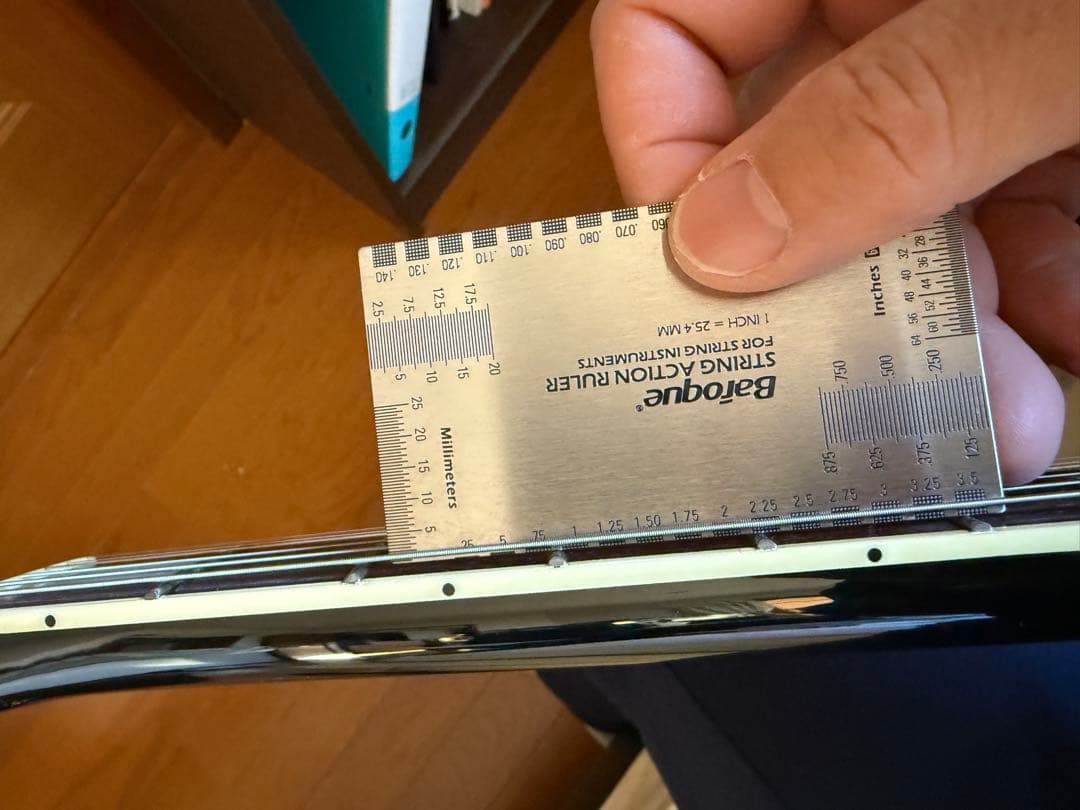 Baroque®
STRING ACTION RULER
FOR STRING INSTRUMENTS
1 INCH = 25.4 MM
.070 .080 .090 .100 .110 .120 .130 .140
2.5 7.5 12.5 17.5
5 10 15 20
25 20 15 10 5
Millimeters
Inches
28 32 36 40 44 48 52 56 60 64
.750 .500 .250
.875 .625 .375 .125
.25 .5 .75 1 1.25 1.50 1.75 2 2.25 2.5 2.75 3 3.25 3.5